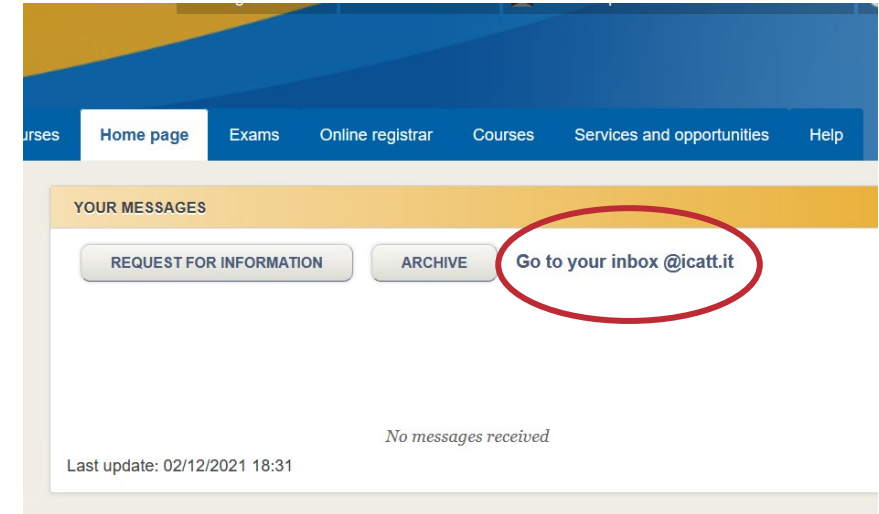 Home page Exams Online registrar Courses Services and opportunities Help
YOUR MESSAGES
REQUEST FOR INFORMATION ARCHIVE Go to your inbox @icatt.it
No messages received
Last update: 02/12/2021 18:31